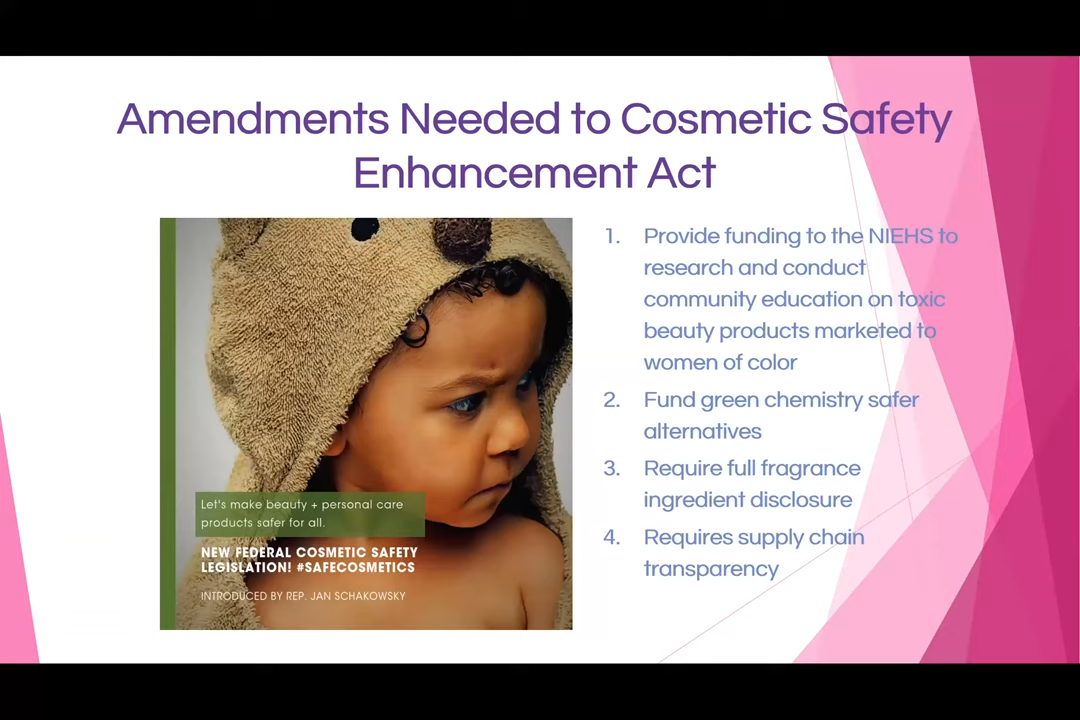 Amendments Needed to Cosmetic Safety
Enhancement Act
Let's make beauty + personal care
products safer for all.
NEW FEDERAL COSMETIC SAFETY
LEGISLATION! #SAFECOSMETICS
INTRODUCED BY REP. JAN SCHAKOWSKY
1. Provide funding to the NIEHS to
research and conduct
community education on toxic
beauty products marketed to
women of color
2. Fund green chemistry safer
alternatives
3. Require full fragrance
ingredient disclosure
4. Requires supply chain
transparency